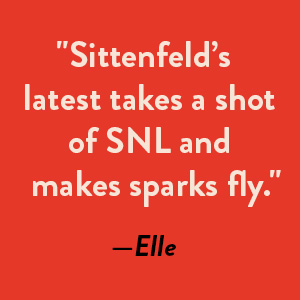 "Sittenfeld’s
latest takes a shot
of SNL and
makes sparks fly."
—Elle